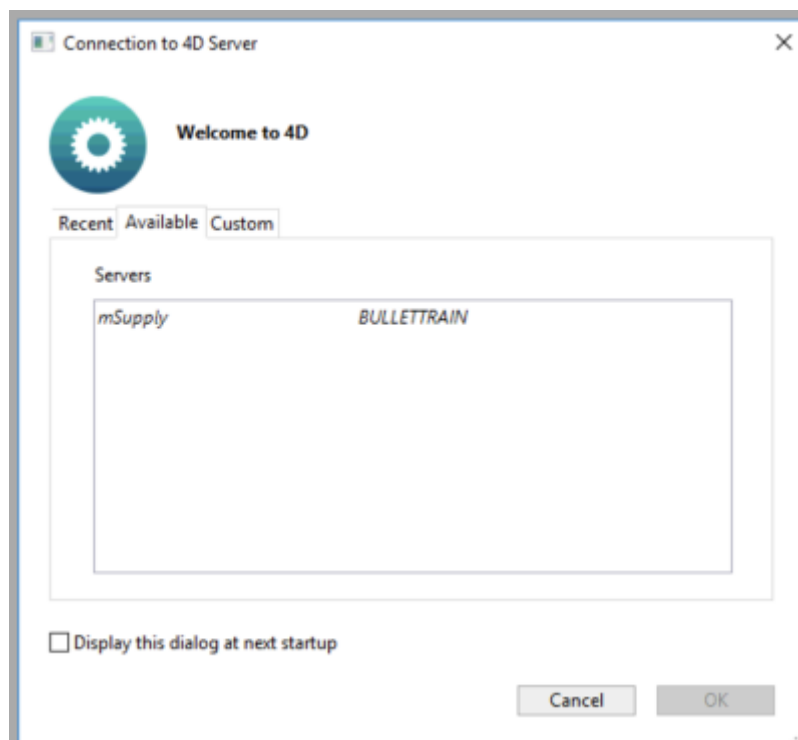 Connection to 4D Server
Welcome to 4D
Recent Available Custom
Servers
mSupply BULLETTRAIN
Display this dialog at next startup
Cancel OK